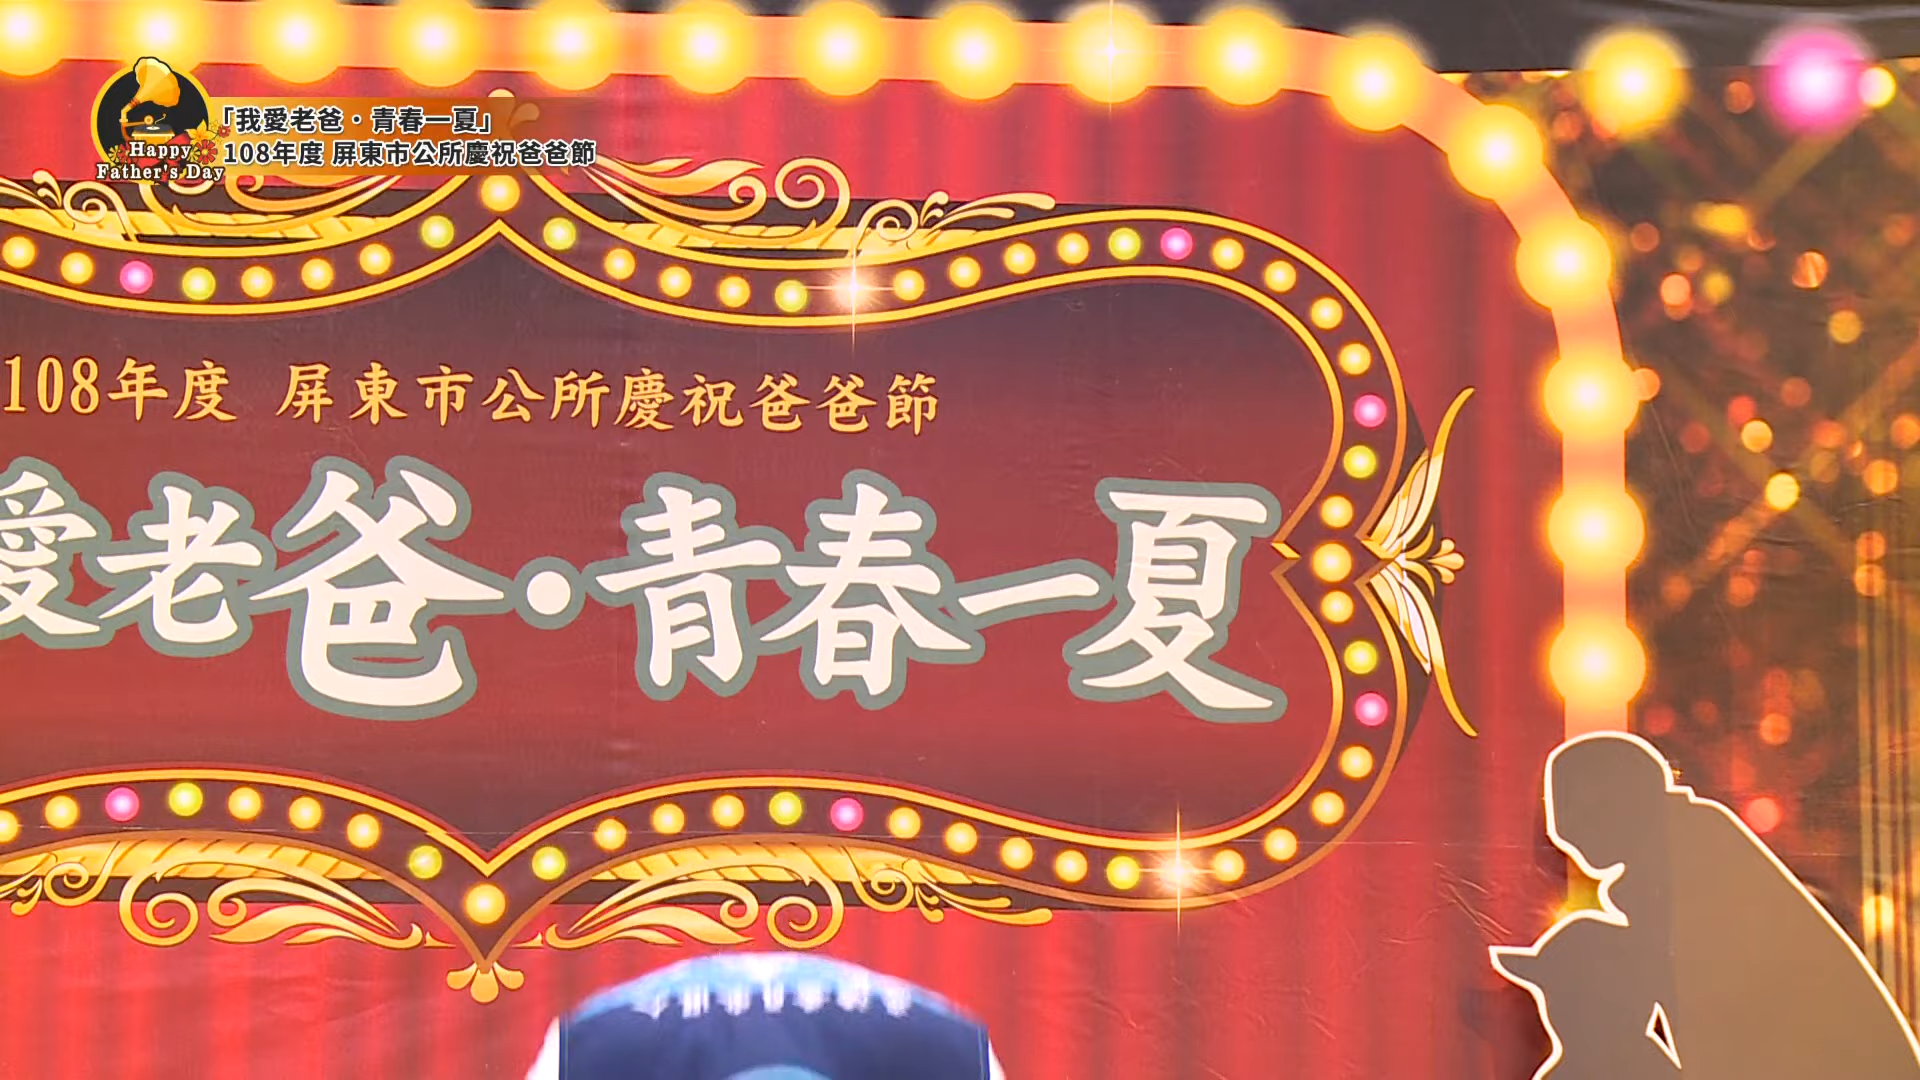 Happy
Father's Day
「我愛老爸・青春一夏」
108年度 屏東市公所慶祝爸爸節
108年度 屏東市公所慶祝爸爸節
愛老爸・青春一夏